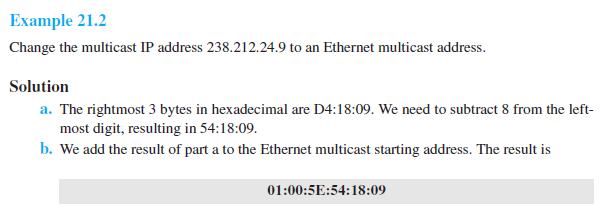 Example 21.2
Change the multicast IP address 238.212.24.9 to an Ethernet multicast address.
Solution
a. The rightmost 3 bytes in hexadecimal are D4:18:09. We need to subtract 8 from the left-
most digit, resulting in 54:18:09.
b. We add the result of part a to the Ethernet multicast starting address. The result is
01:00:5E:54:18:09